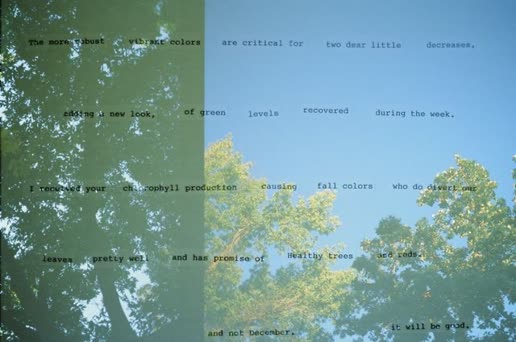 The more robust vibrant colors are critical for two dear little decreases.
adding a new look, of green levels recovered during the week.
I received your chlorophyll production causing fall colors who do divert our
leaves pretty well and has promise of Healthy trees and reds.
and not December. it will be good.